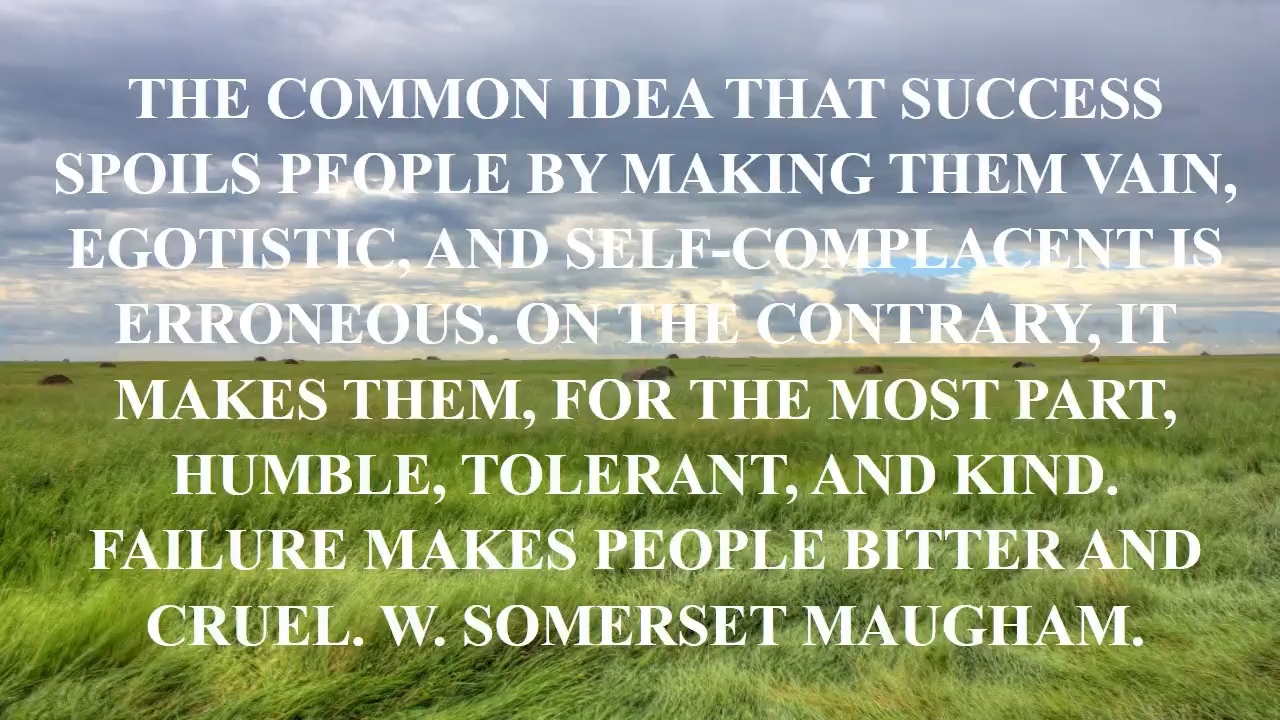 THE COMMON IDEA THAT SUCCESS
SPOILS PEOPLE BY MAKING THEM VAIN,
EGOTISTIC, AND SELF-COMPLACENT IS
ERRONEOUS. ON THE CONTRARY, IT
MAKES THEM, FOR THE MOST PART,
HUMBLE, TOLERANT, AND KIND.
FAILURE MAKES PEOPLE BITTER AND
CRUEL. W. SOMERSET MAUGHAM.